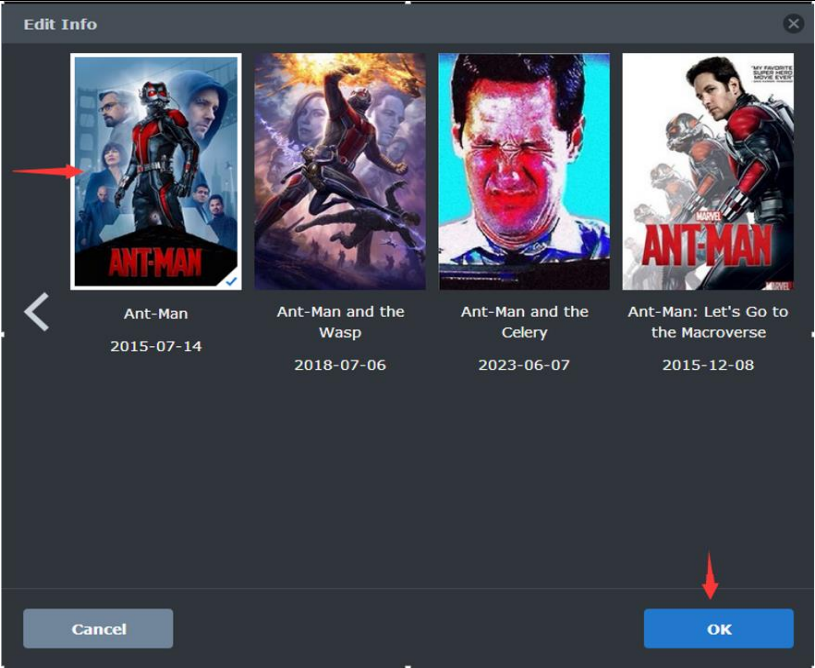 Edit Info
"MY FAVORITE
SUPER HERO
MOVIE EVER"
ANT-MAN
MARVEL
ANT-MAN
MARVEL
Ant-Man
2015-07-14
Ant-Man and the
Wasp
2018-07-06
Ant-Man and the
Celery
2023-06-07
Ant-Man: Let's Go to
the Macroverse
2015-12-08
Cancel
OK